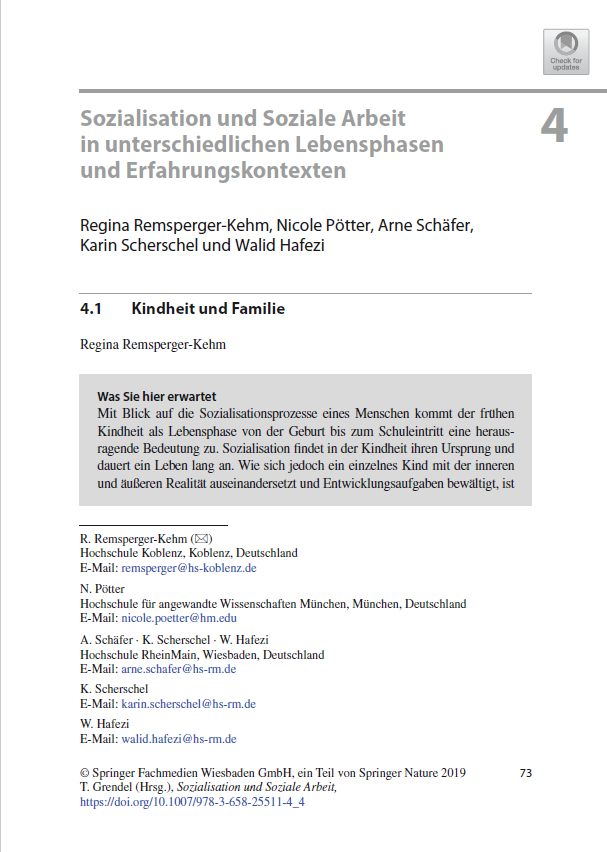 Check for
updates
Sozialisation und Soziale Arbeit
in unterschiedlichen Lebensphasen
und Erfahrungskontexten
4
Regina Remsperger-Kehm, Nicole Pötter, Arne Schäfer,
Karin Scherschel und Walid Hafezi
4.1 Kindheit und Familie
Regina Remsperger-Kehm
Was Sie hier erwartet
Mit Blick auf die Sozialisationsprozesse eines Menschen kommt der frühen
Kindheit als Lebensphase von der Geburt bis zum Schuleintritt eine heraus-
ragende Bedeutung zu. Sozialisation findet in der Kindheit ihren Ursprung und
dauert ein Leben lang an. Wie sich jedoch ein einzelnes Kind mit der inneren
und äußeren Realität auseinandersetzt und Entwicklungsaufgaben bewältigt, ist
R. Remsperger-Kehm (✉)
Hochschule Koblenz, Koblenz, Deutschland
E-Mail: remsperger@hs-koblenz.de
N. Pötter
Hochschule für angewandte Wissenschaften München, München, Deutschland
E-Mail: nicole.poetter@hm.edu
A. Schäfer · K. Scherschel · W. Hafezi
Hochschule RheinMain, Wiesbaden, Deutschland
E-Mail: arne.schafer@hs-rm.de
K. Scherschel
E-Mail: karin.scherschel@hs-rm.de
W. Hafezi
E-Mail: walid.hafezi@hs-rm.de
© Springer Fachmedien Wiesbaden GmbH, ein Teil von Springer Nature 2019 73
T. Grendel (Hrsg.), Sozialisation und Soziale Arbeit,
https://doi.org/10.1007/978-3-658-25511-4_4